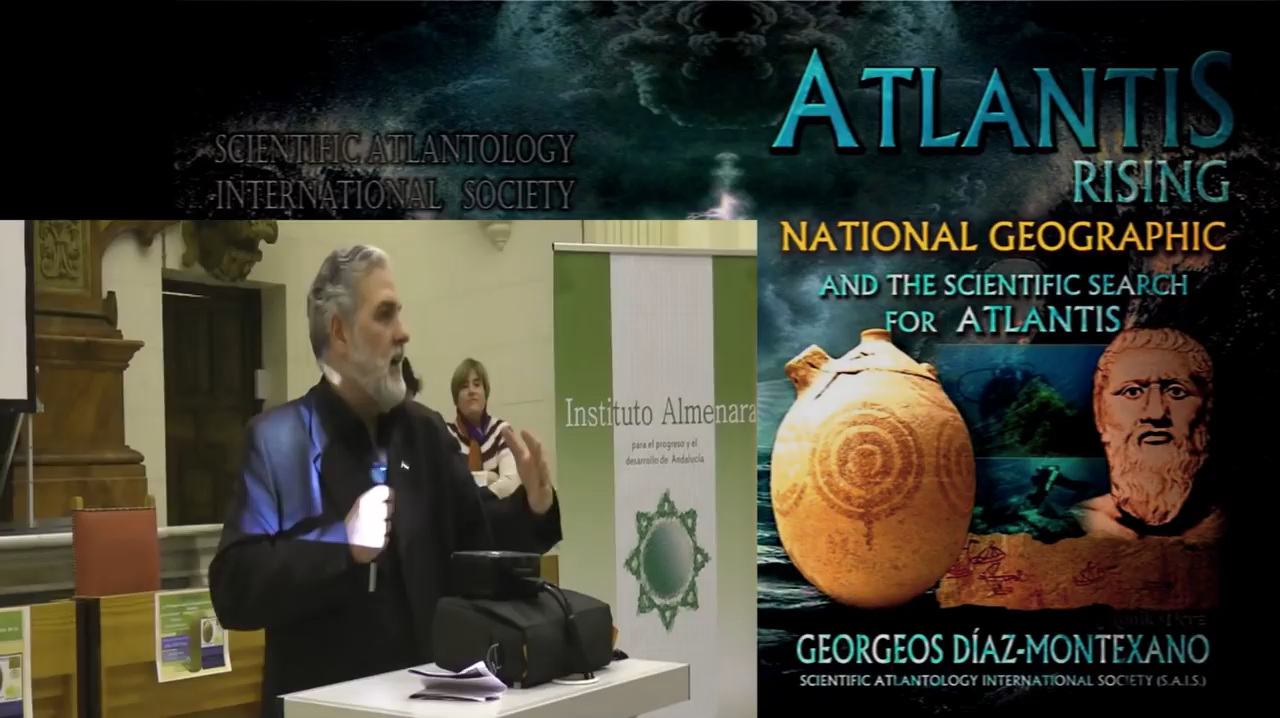 SCIENTIFIC ATLANTOLOGY
INTERNATIONAL SOCIETY
ATLANTIS
RISING
NATIONAL GEOGRAPHIC
AND THE SCIENTIFIC SEARCH
FOR ATLANTIS
Instituto Almenara
para el progreso y el
desarrollo de Andalucía
GEORGEOS DÍAZ-MONTEXANO
SCIENTIFIC ATLANTOLOGY INTERNATIONAL SOCIETY (S.A.I.S.)